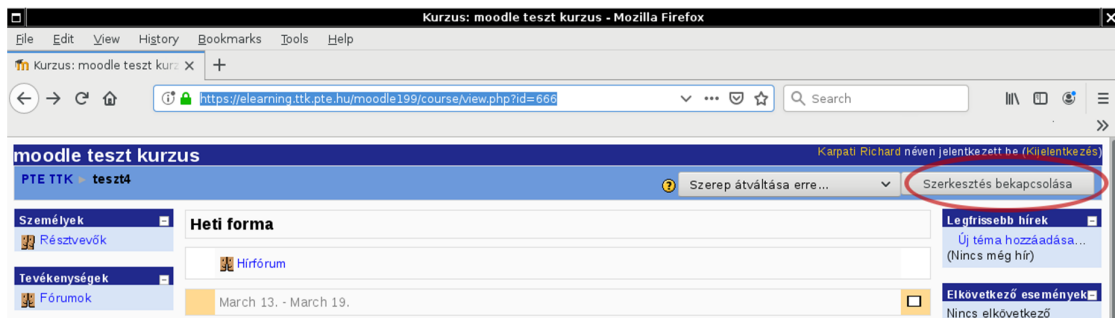 Kurzus: moodle teszt kurzus - Mozilla Firefox
File Edit View History Bookmarks Tools Help
Kurzus: moodle teszt kurz
https://elearning.ttk.pte.hu/moodle199/course/view.php?id=666
Search
moodle teszt kurzus
Karpati Richard néven jelentkezett be (Kijelentkezés)
PTE TTK ► teszt4
Szerep átváltása erre...
Szerkesztés bekapcsolása
Személyek
Résztvevők
Tevékenységek
Fórumok
Heti forma
Hírfórum
March 13. - March 19.
Legfrissebb hírek
Új téma hozzáadása...
(Nincs még hír)
Elkövetkező események
Nincs elkövetkező